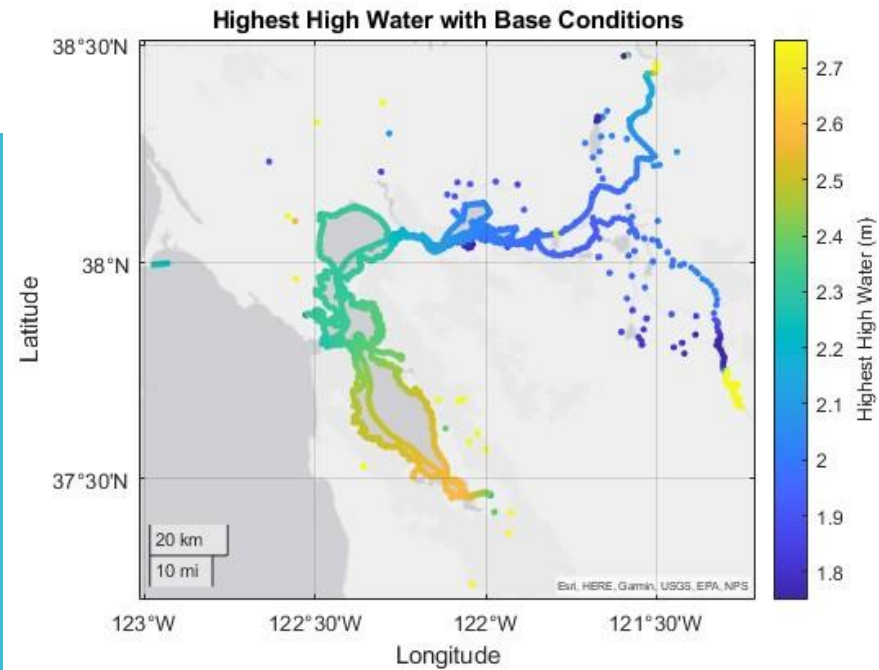 Highest High Water with Base Conditions
38°30'N
38°N
37°30'N
Latitude
20 km
10 mi
Esri, HERE, Garmin, USGS, EPA, NPS
123°W
122°30'W
122°W
121°30'W
Longitude
2.7
2.6
2.5
2.4
2.3
2.2
2.1
2
1.9
1.8
Highest High Water (m)